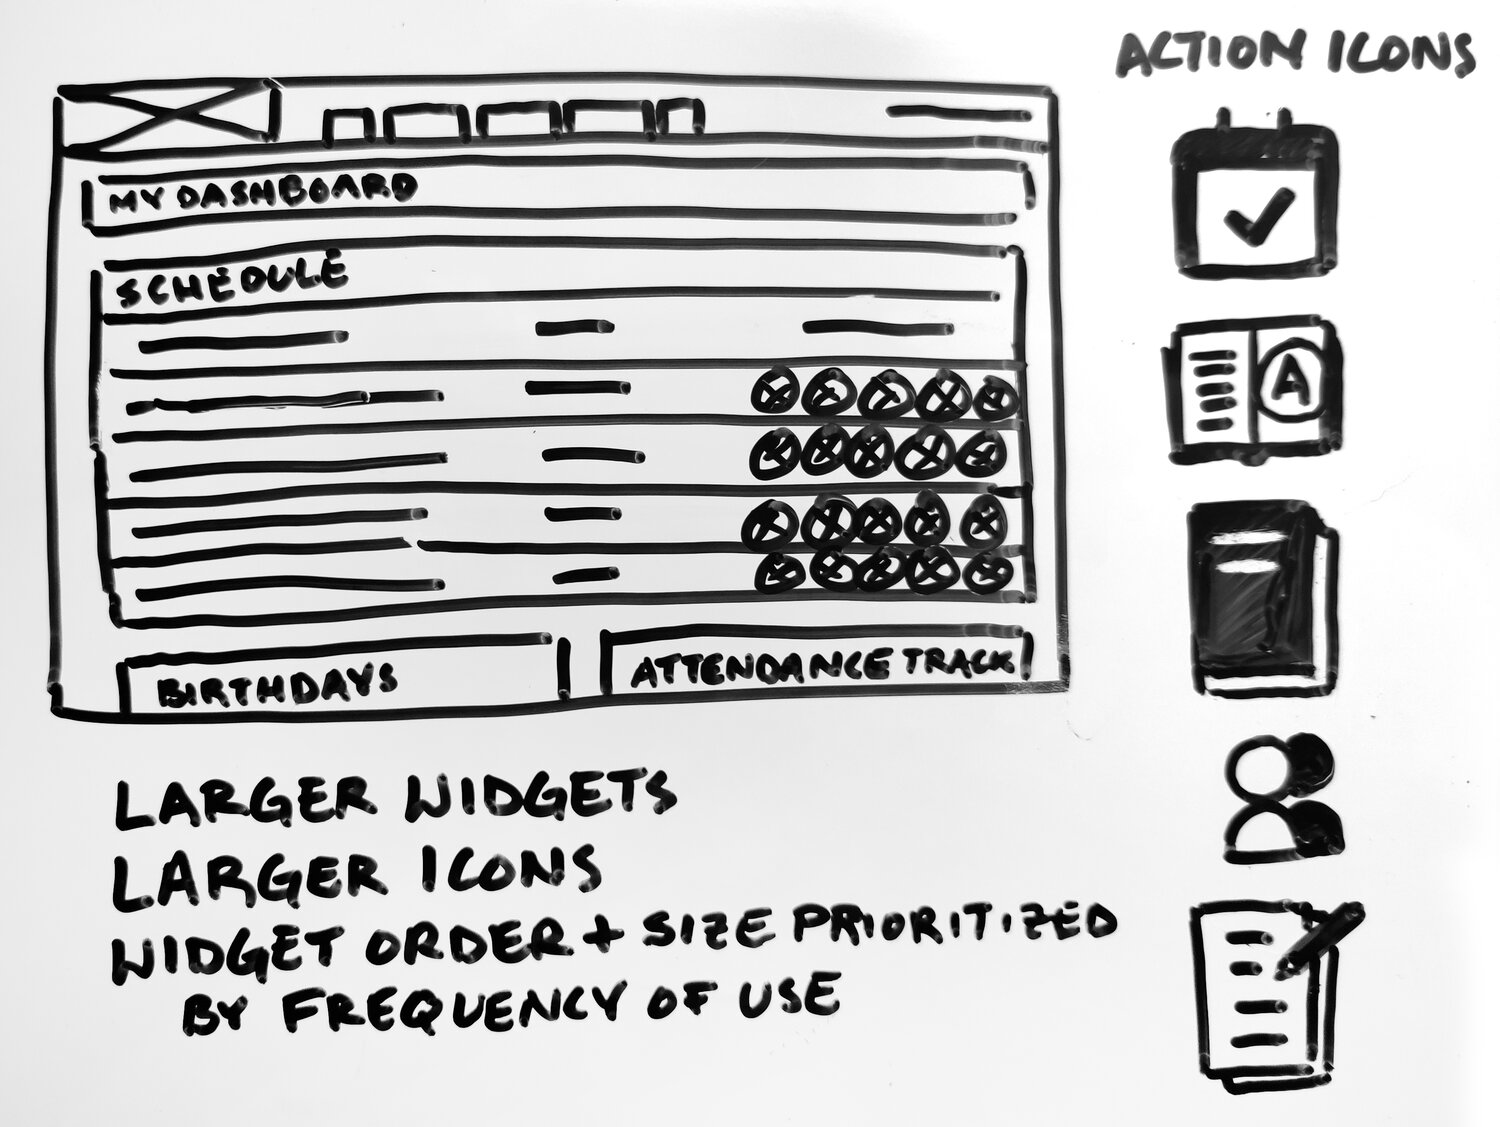 ACTION ICONS
MY DASHBOARD
SCHEDULE
A
BIRTHDAYS
ATTENDANCE TRACK
LARGER WIDGETS
LARGER ICONS
WIDGET ORDER + SIZE PRIORITIZED
BY FREQUENCY OF USE